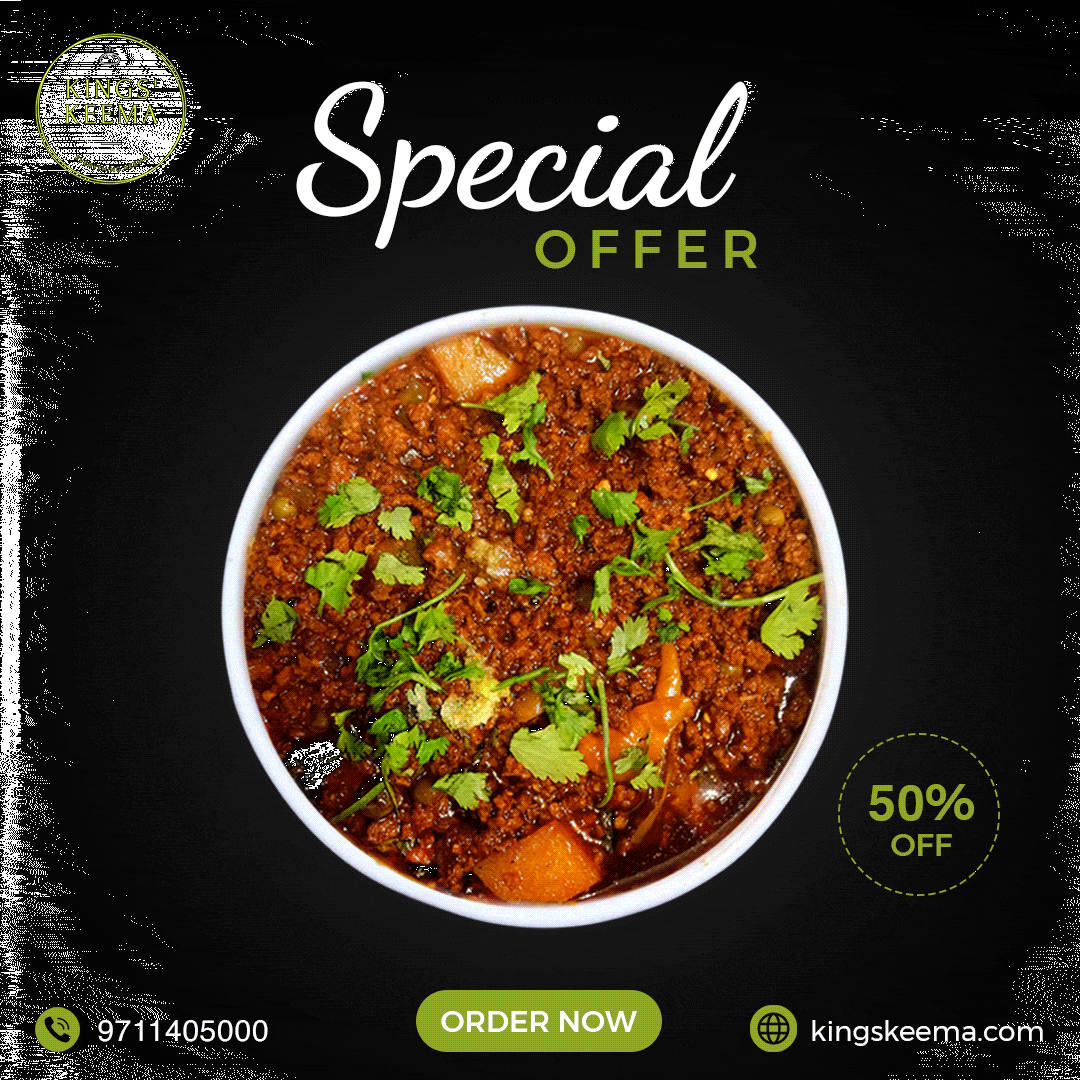 KINGS'
KEEMA
Special
OFFER
50%
OFF
9711405000
ORDER NOW
kingskeema.com